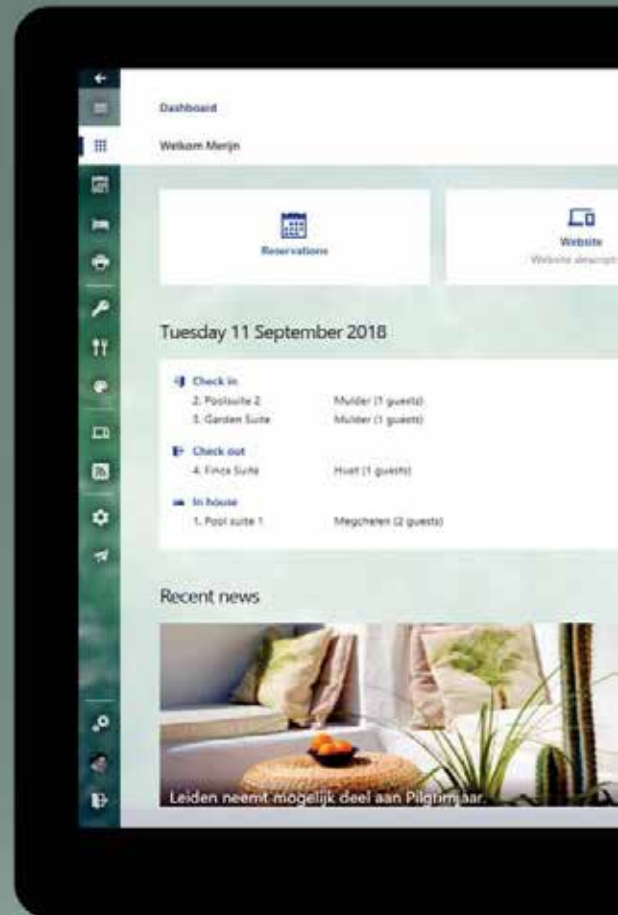 Dashboard
Welkom Merijn
Reservations
Website
Website descript
Tuesday 11 September 2018
Check in
2. Poolsuite 2 Mulder (1 guests)
3. Garden Suite Mulder (1 guests)
Check out
4. Finca Suite Huet (1 guests)
In house
1. Pool suite 1 Megchelen (2 guests)
Recent news
Leiden neemt mogelijk deel aan Pilgrimjaar.